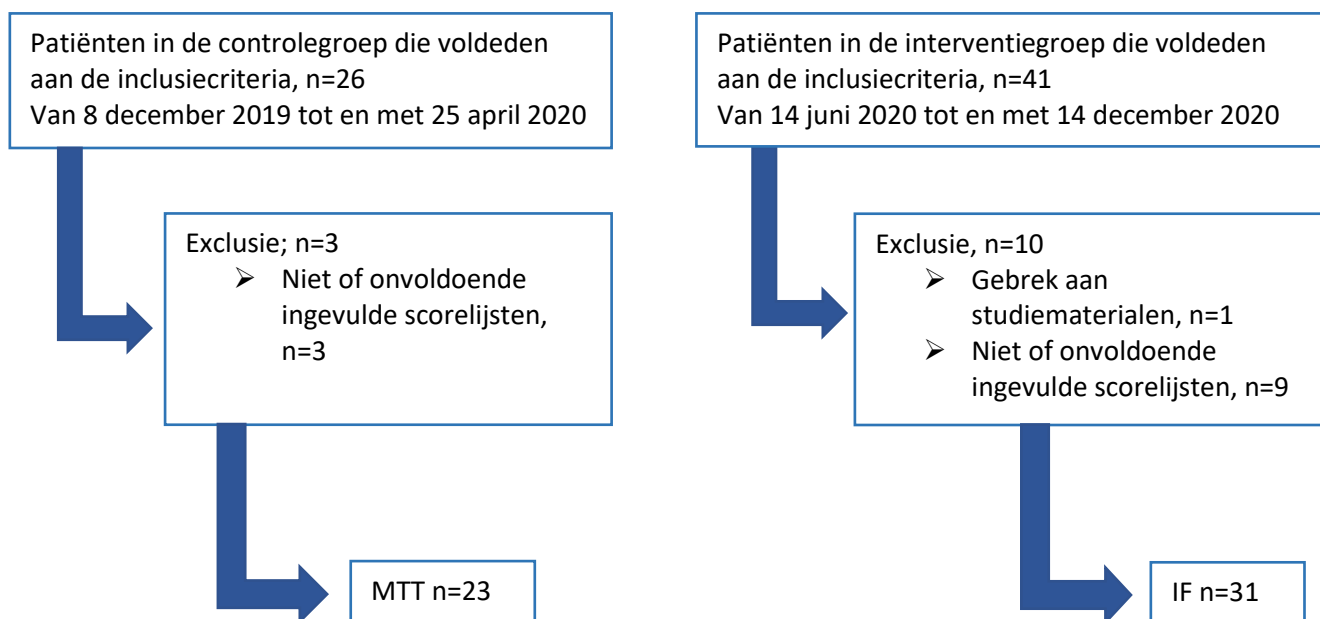 Patiënten in de controlegroep die voldeden
aan de inclusiecriteria, n=26
Van 8 december 2019 tot en met 25 april 2020
Exclusie; n=3
➢ Niet of onvoldoende
ingevulde scorelijsten,
n=3
MTT n=23
Patiënten in de interventiegroep die voldeden
aan de inclusiecriteria, n=41
Van 14 juni 2020 tot en met 14 december 2020
Exclusie, n=10
➢ Gebrek aan
studiematerialen, n=1
➢ Niet of onvoldoende
ingevulde scorelijsten, n=9
IF n=31